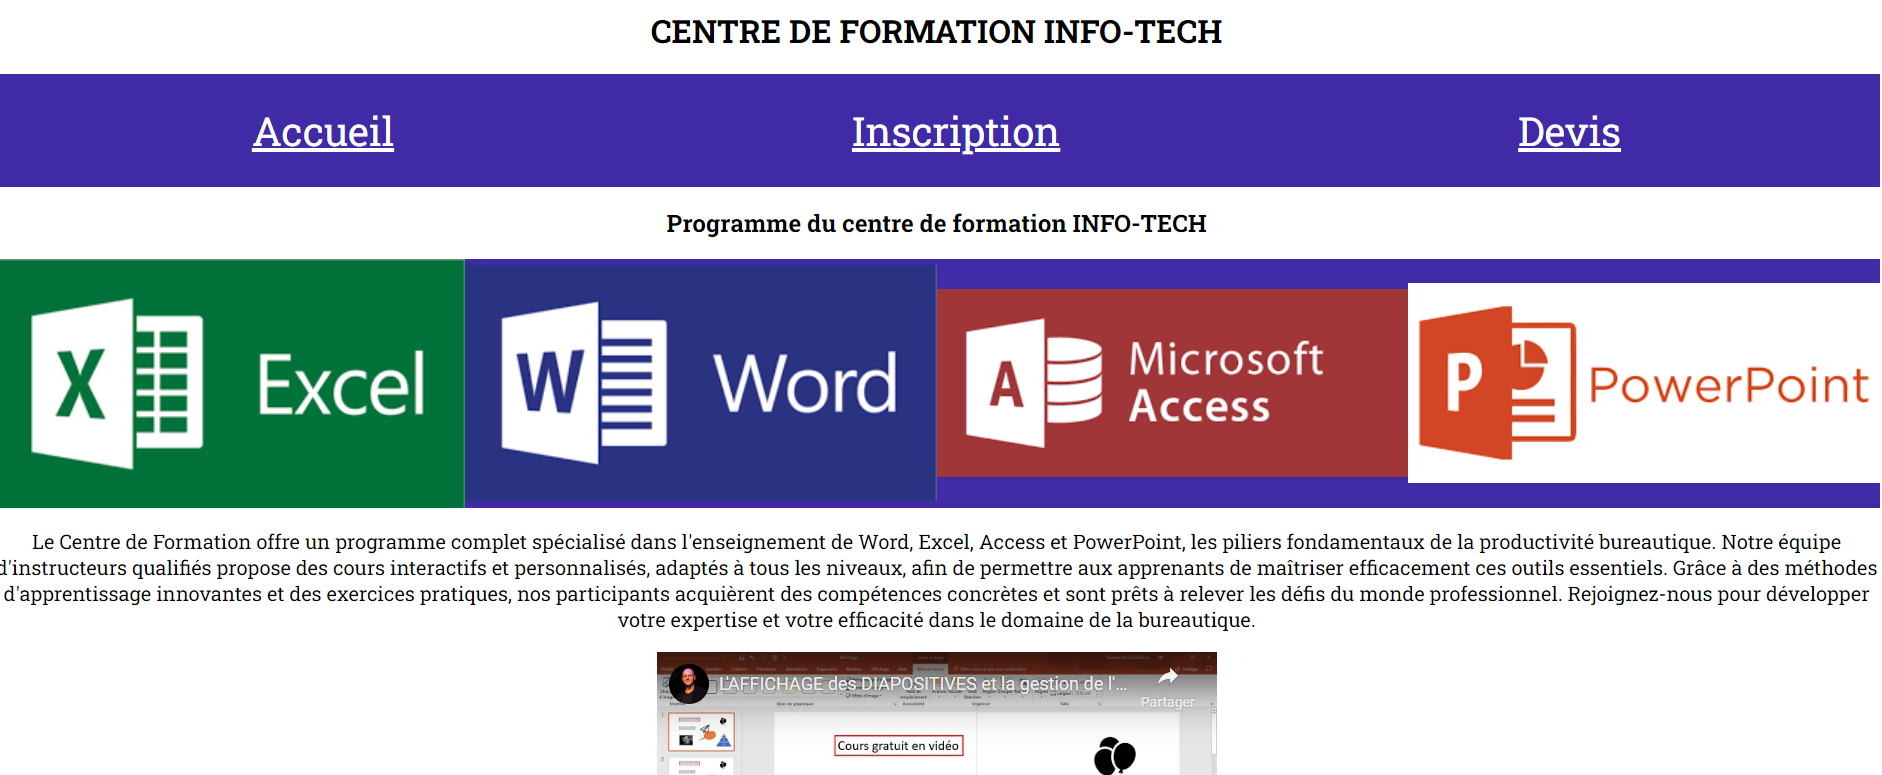 CENTRE DE FORMATION INFO-TECH
Accueil Inscription Devis
Programme du centre de formation INFO-TECH
X Excel
W Word
A Microsoft
Access
P PowerPoint
Le Centre de Formation offre un programme complet spécialisé dans l'enseignement de Word, Excel, Access et PowerPoint, les piliers fondamentaux de la productivité bureautique. Notre équipe
d'instructeurs qualifiés propose des cours interactifs et personnalisés, adaptés à tous les niveaux, afin de permettre aux apprenants de maîtriser efficacement ces outils essentiels. Grâce à des méthodes
d'apprentissage innovantes et des exercices pratiques, nos participants acquièrent des compétences concrètes et sont prêts à relever les défis du monde professionnel. Rejoignez-nous pour développer
votre expertise et votre efficacité dans le domaine de la bureautique.
L'AFFICHAGE des DIAPOSITIVES et la gestion de l'...
Partager
Cours gratuit en vidéo